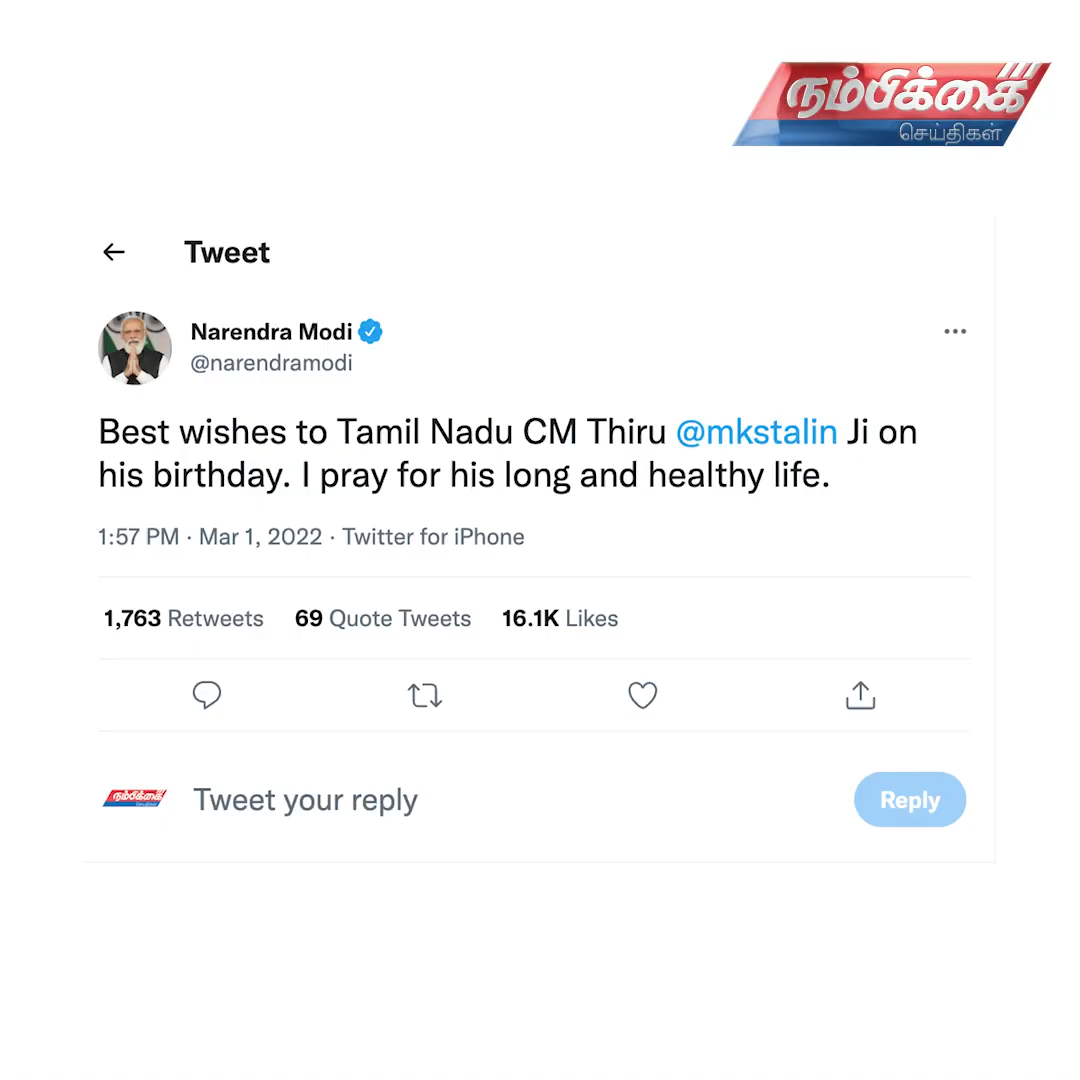 நம்பிக்கை
செய்திகள்
Tweet
Narendra Modi
@narendramodi
Best wishes to Tamil Nadu CM Thiru @mkstalin Ji on
his birthday. I pray for his long and healthy life.
1:57 PM · Mar 1, 2022 · Twitter for iPhone
1,763 Retweets 69 Quote Tweets 16.1K Likes
நம்பிக்கை
செய்திகள்
Tweet your reply
Reply